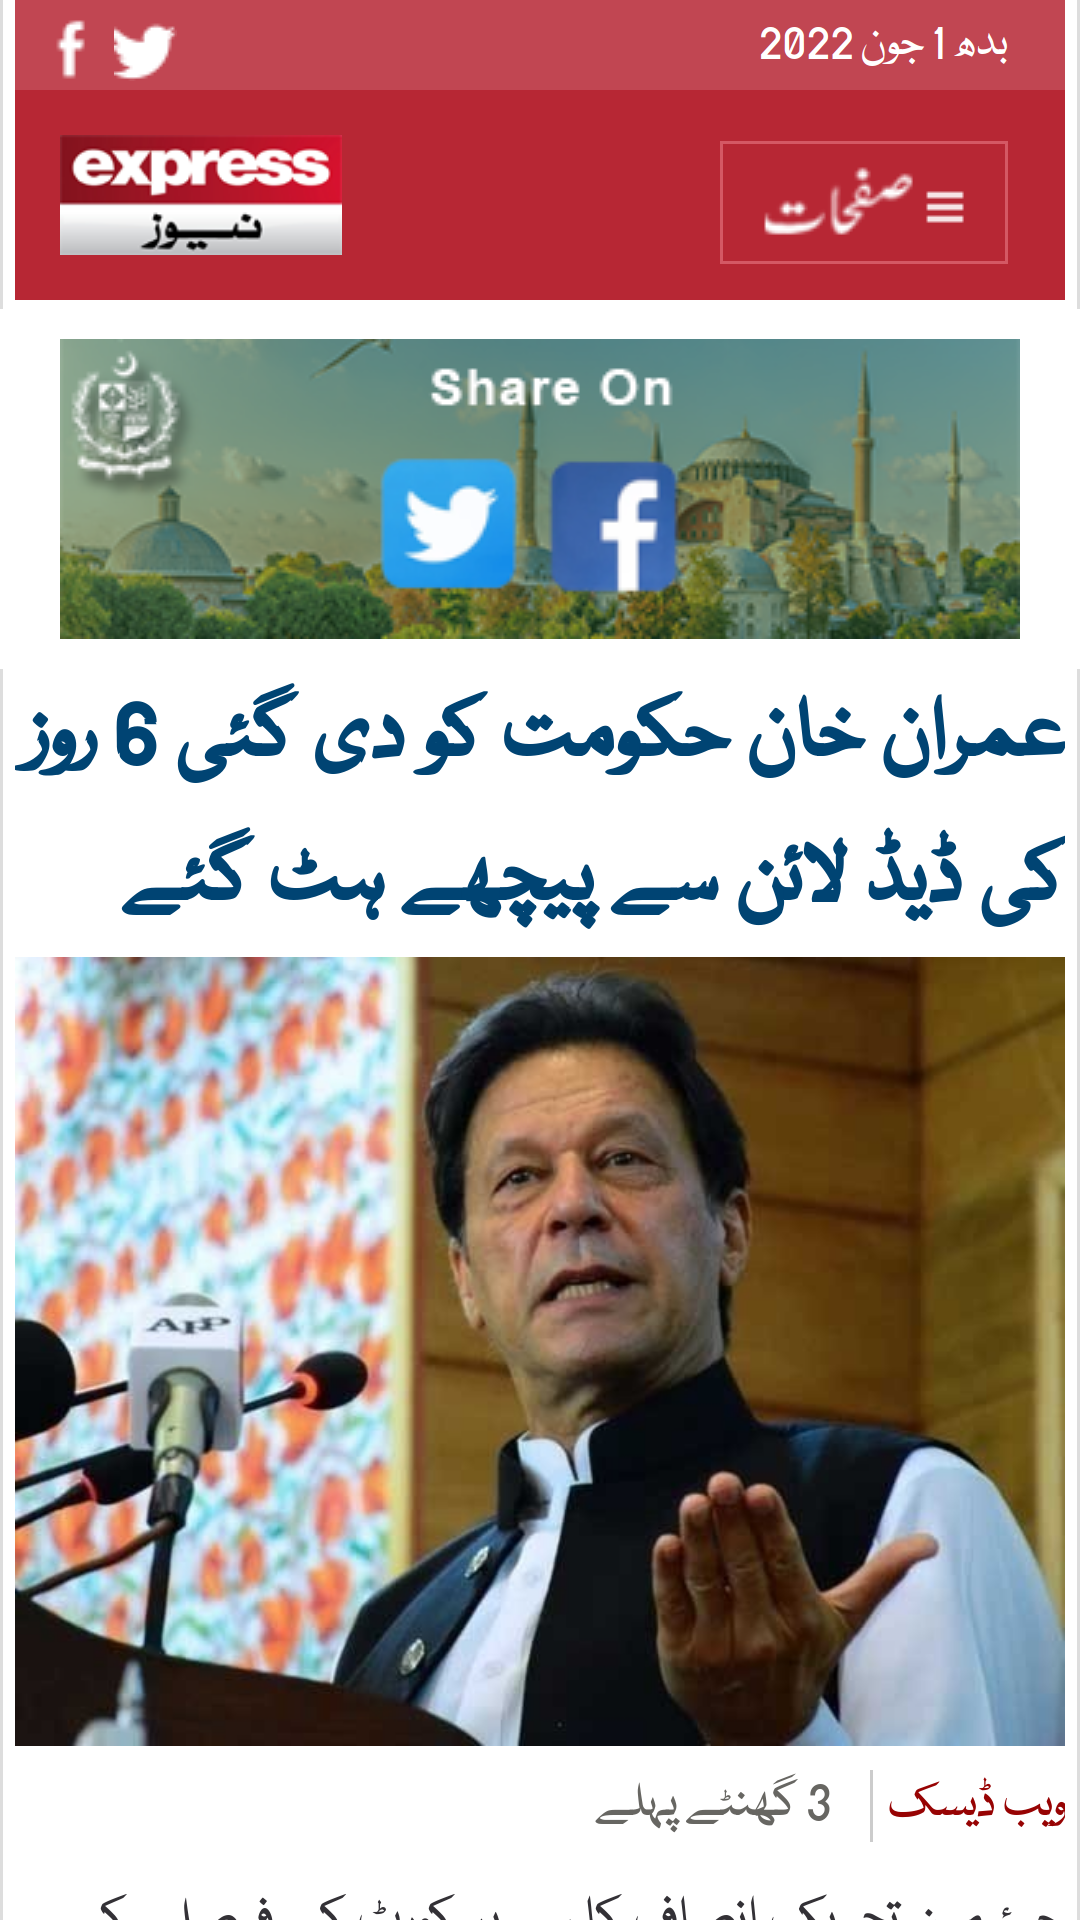 بدھ 1 جون 2022
express
نیوز
صفحات
Share On
عمران خان حکومت کو دی گئی 6 روز
کی ڈیڈ لائن سے پیچھے ہٹ گئے
AIP
ویب ڈیسک
3 گھنٹے پہلے